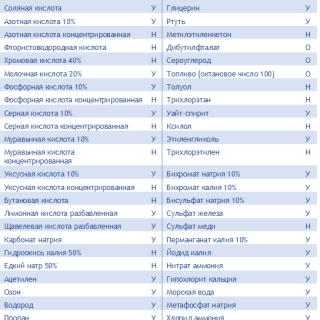 Соляная кислота У Глицерин У
Азотная кислота 10% У Ртуть У
Азотная кислота концентрированная Н Метилэтиленкетон Н
Фтористоводородная кислота Н Дибутилфталат О
Хромовая кислота 40% Н Сероуглерод О
Молочная кислота 20% У Топливо (октановое число 100) О
Фосфорная кислота 10% У Толуол Н
Фосфорная кислота концентрированная Н Трихлорэтан Н
Серная кислота 10% У Уайт-спирит У
Серная кислота концентрированная Н Ксилол Н
Муравьиная кислота 10% У Этиленгликоль У
Муравьиная кислота Н Трихлорэтилен Н
концентрированная
Уксусная кислота 10% У Бихромат натрия 10% У
Уксусная кислота концентрированная Н Бихромат калия 10% У
Бутановая кислота Н Бисульфат натрия 10% У
Лимонная кислота разбавленная У Сульфат железа У
Щавелевая кислота разбавленная У Сульфат меди Н
Карбонат натрия У Перманганат калия 10% У
Гидроокись калия 50% Н Йодид калия У
Едкий натр 50% Н Нитрат аммония У
Ацетилен У Гипохлорит кальция У
Озон У Морская вода У
Водород У Метафосфат натрия У
Пропан У Хлорид аммония У